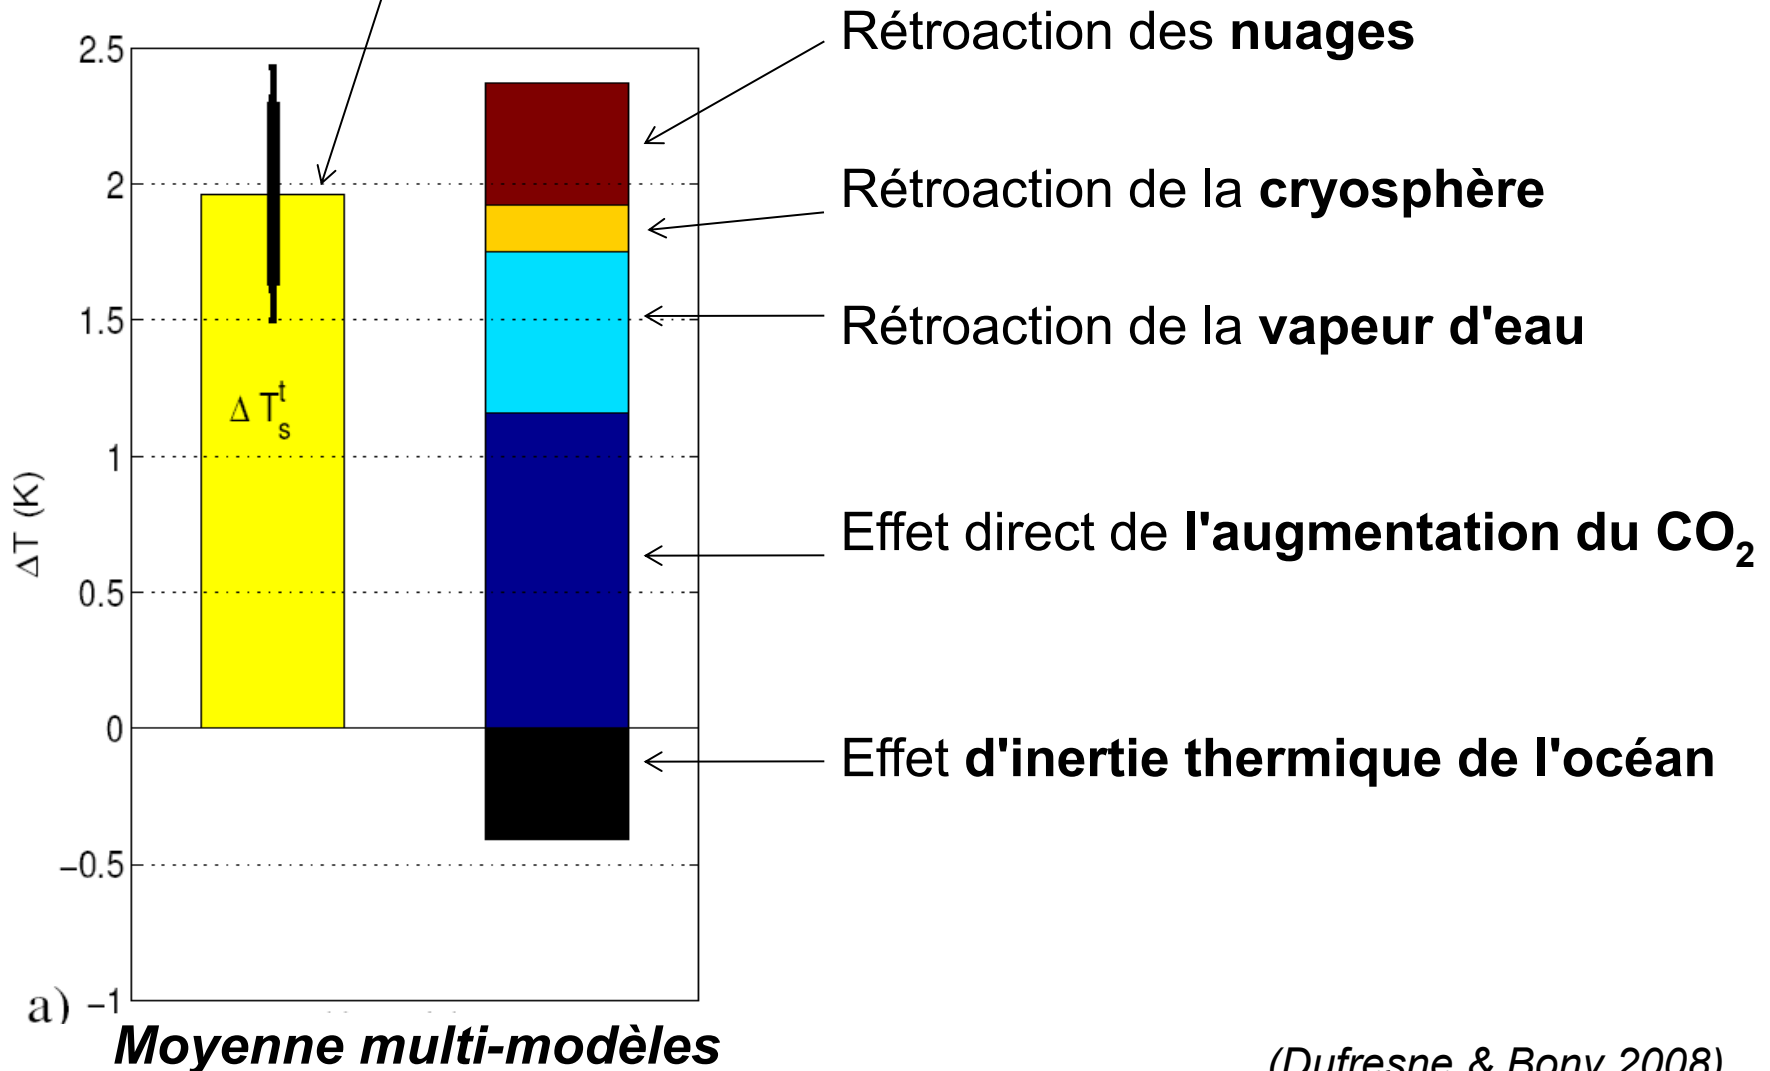 Rétroaction des nuages
2.5
Rétroaction de la cryosphère
2
Rétroaction de la vapeur d'eau
1.5
Δ T_s^t
1
ΔT (K)
Effet direct de l'augmentation du CO₂
0.5
Effet d'inertie thermique de l'océan
0
−0.5
a) −1
Moyenne multi-modèles
(Dufresne & Bony 2008)